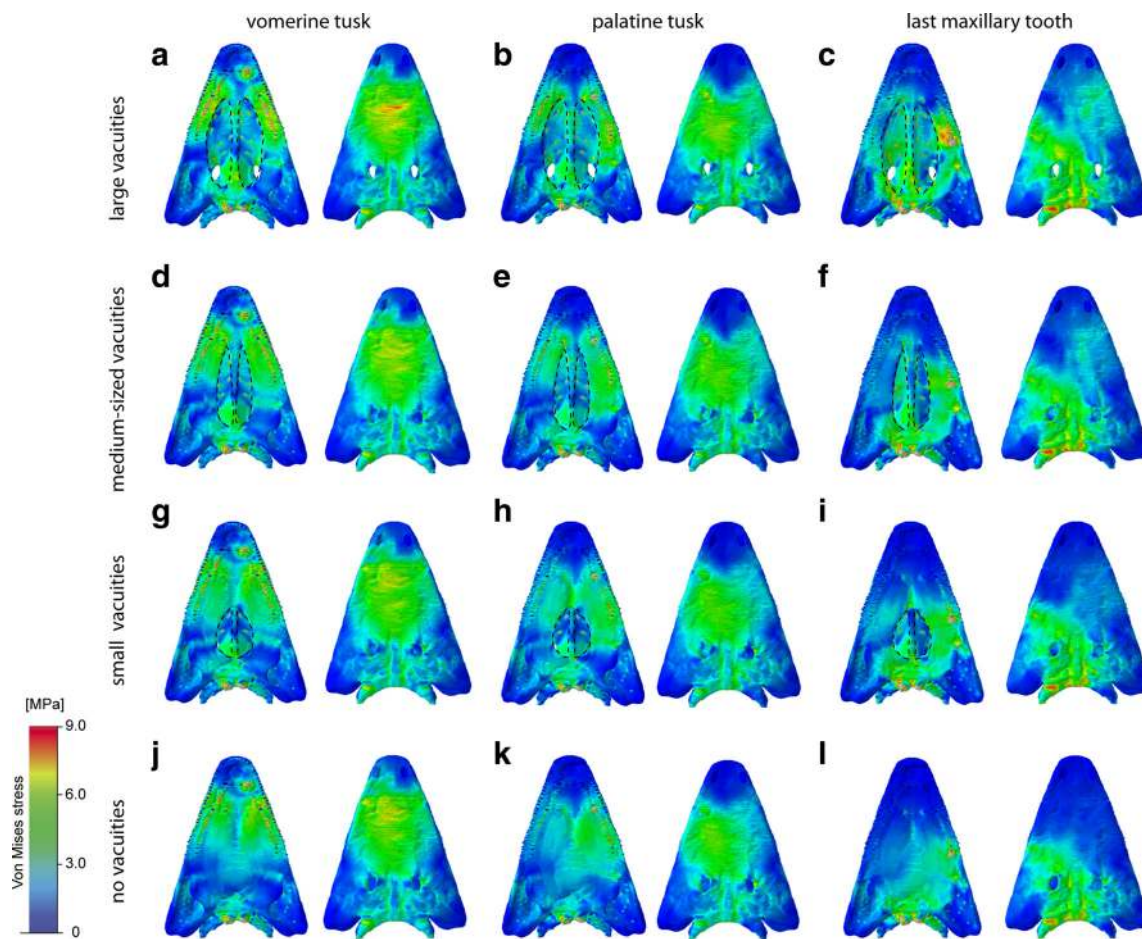 vomerine tusk
palatine tusk
last maxillary tooth
a
b
c
large vacuities
d
e
f
medium-sized vacuities
g
h
i
small vacuities
[MPa]
9.0
6.0
3.0
0
Von Mises stress
j
k
l
no vacuities